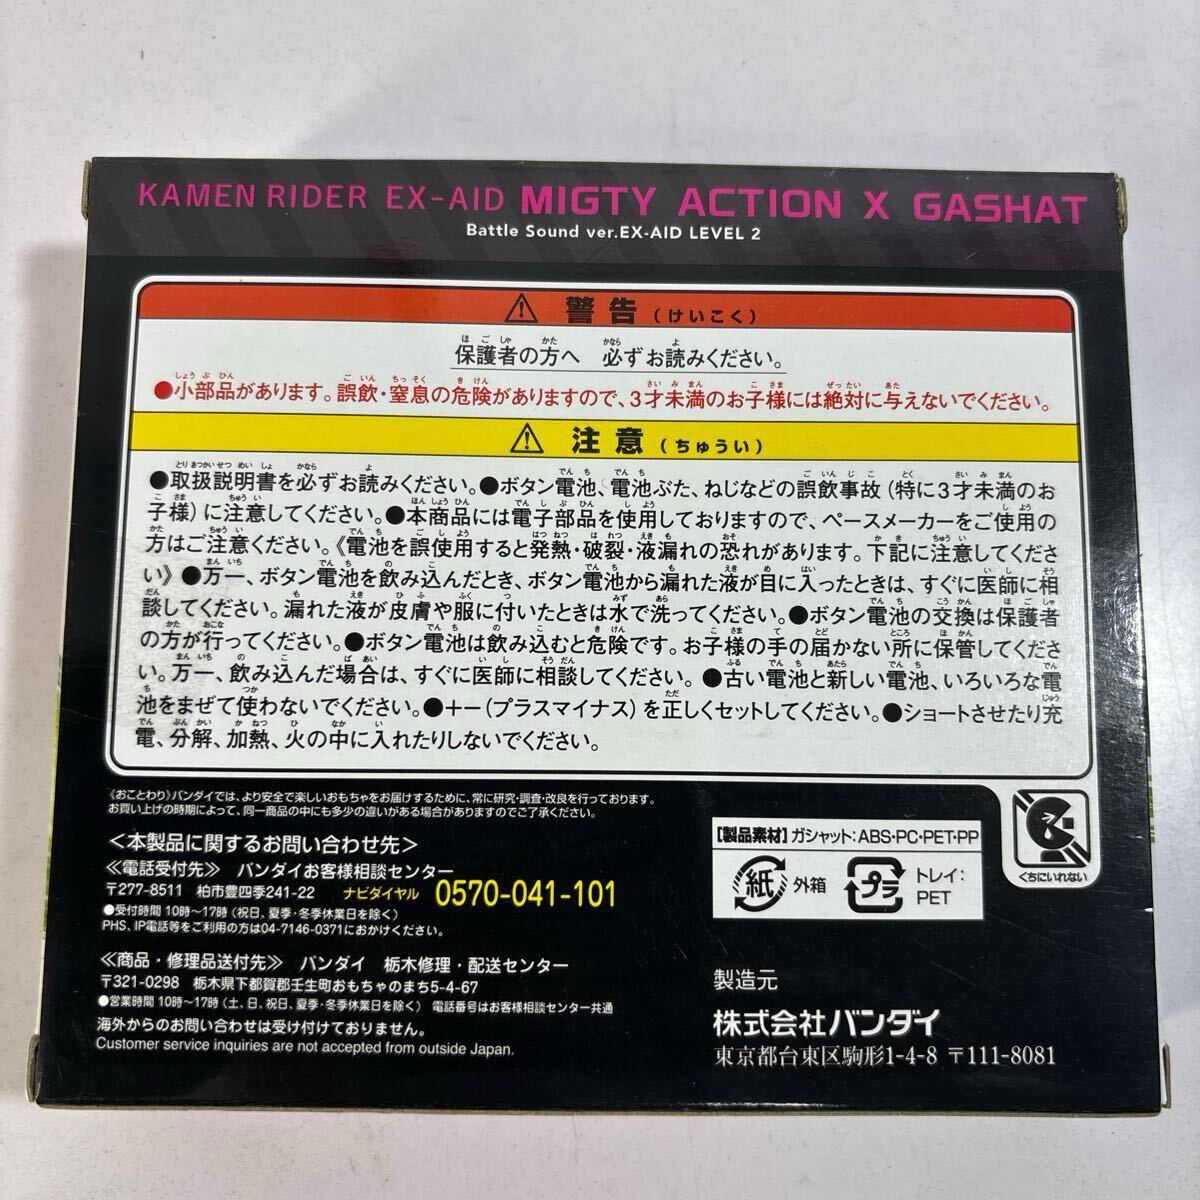 KAMEN RIDER EX-AID MIGTY ACTION X GASHAT
Battle Sound ver.EX-AID LEVEL 2
警告(けいこく)
保護者の方へ 必ずお読みください。
●小部品があります。誤飲・窒息の危険がありますので、3才未満のお子様には絶対に与えないでください。
注意(ちゅうい)
●取扱説明書を必ずお読みください。●ボタン電池、電池ぶた、ねじなどの誤飲事故(特に3才未満のお
子様)に注意してください。●本商品には電子部品を使用しておりますので、ペースメーカーをご使用の
方はご注意ください。《電池を誤使用すると発熱・破裂・液漏れの恐れがあります。下記に注意してくださ
い》●万一、ボタン電池を飲み込んだとき、ボタン電池から漏れた液が目に入ったときは、すぐに医師に相
談してください。漏れた液が皮膚や服に付いたときは水で洗ってください。●ボタン電池の交換は保護者
の方が行ってください。●ボタン電池は飲み込むと危険です。お子様の手の届かない所に保管してくださ
い。万一、飲み込んだ場合は、すぐに医師に相談してください。●古い電池と新しい電池、いろいろな電
池をまぜて使わないでください。●+−(プラスマイナス)を正しくセットしてください。●ショートさせたり充
電、分解、加熱、火の中に入れたりしないでください。
《おことわり》バンダイでは、より安全で楽しいおもちゃをお届けするために、常に研究・調査・改良を行っております。
お買い上げの時期によって、同一商品の中にも多少の違いがある場合がありますのでご了承ください。
くちにいれない
<本製品に関するお問い合わせ先>
≪電話受付先≫ バンダイお客様相談センター
〒277-8511 柏市豊四季241-22 ナビダイヤル 0570-041-101
●受付時間 10時〜17時(祝日、夏季・冬季休業日を除く)
PHS、IP電話等をご利用の方は04-7146-0371におかけください。
≪商品・修理品送付先≫ バンダイ 栃木修理・配送センター
〒321-0298 栃木県下都賀郡壬生町おもちゃのまち5-4-67
●営業時間 10時〜17時(土、日、祝日、夏季・冬季休業日を除く) 電話番号はお客様相談センター共通
海外からのお問い合わせは受け付けておりません。
Customer service inquiries are not accepted from outside Japan.
【製品素材】ガシャット:ABS・PC・PET・PP
紙 外箱 プラ トレイ:
PET
製造元
株式会社バンダイ
東京都台東区駒形1-4-8 〒111-8081